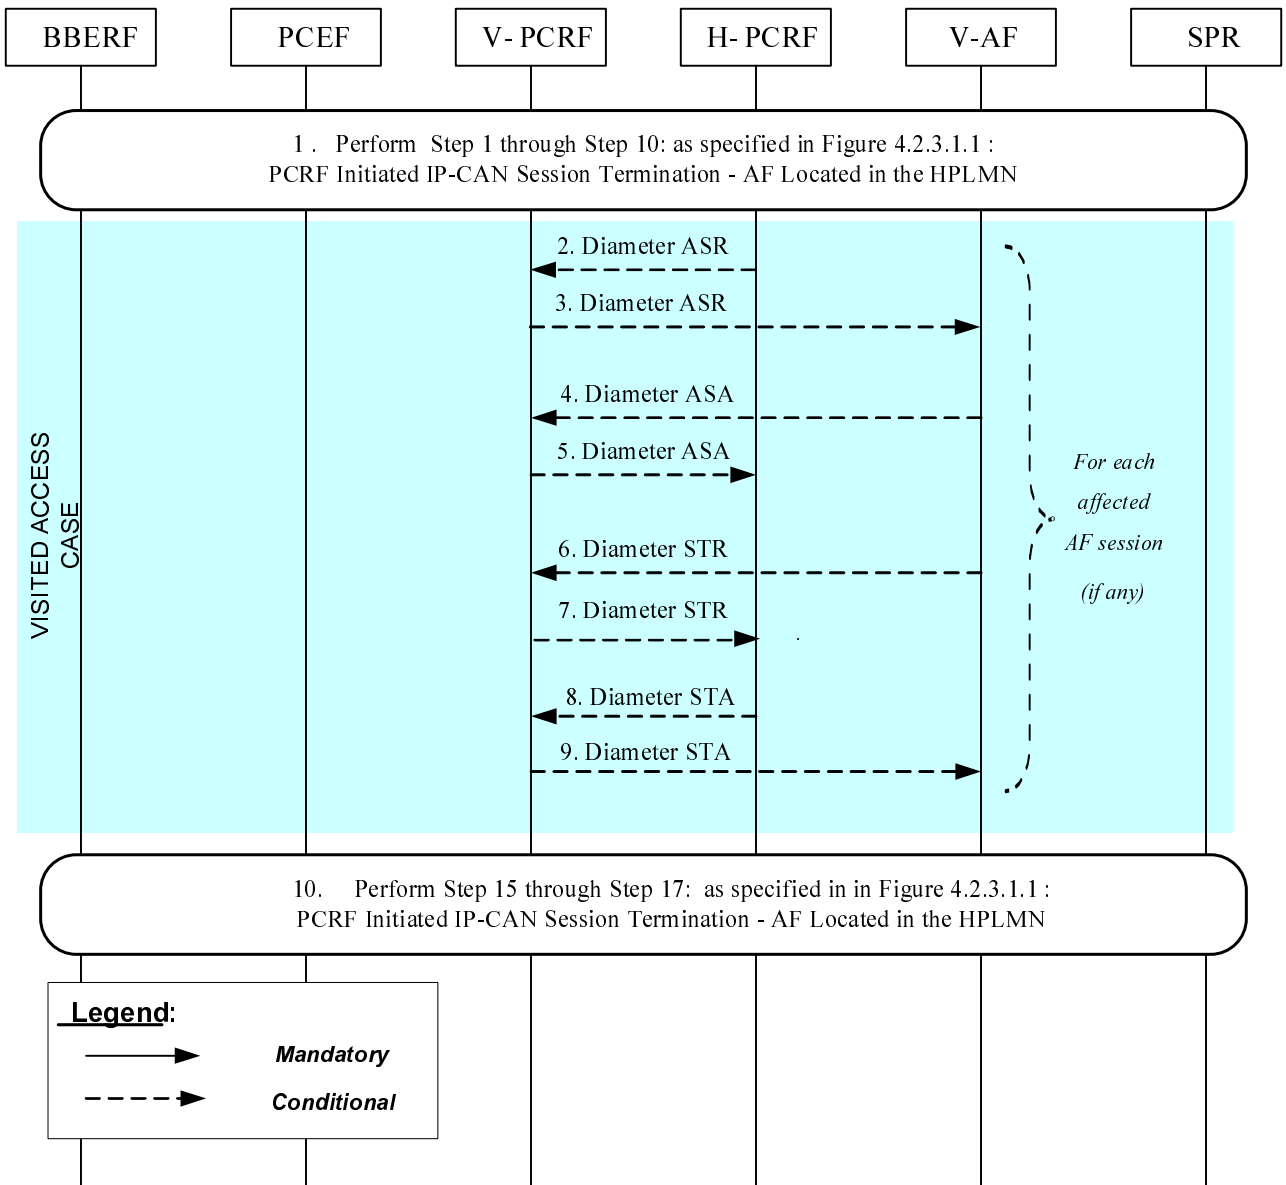 BBERF
PCEF
V- PCRF
H- PCRF
V-AF
SPR
1 .   Perform  Step 1 through Step 10: as specified in Figure 4.2.3.1.1 :
PCRF Initiated IP-CAN Session Termination - AF Located in the HPLMN
2. Diameter ASR
3. Diameter ASR
4. Diameter ASA
5. Diameter ASA
6. Diameter STR
7. Diameter STR
8. Diameter STA
9. Diameter STA
VISITED ACCESS
CASE
For each
affected
AF session
(if any)
10.    Perform Step 15 through Step 17:  as specified in in Figure 4.2.3.1.1 :
PCRF Initiated IP-CAN Session Termination - AF Located in the HPLMN
Legend:
Mandatory
Conditional